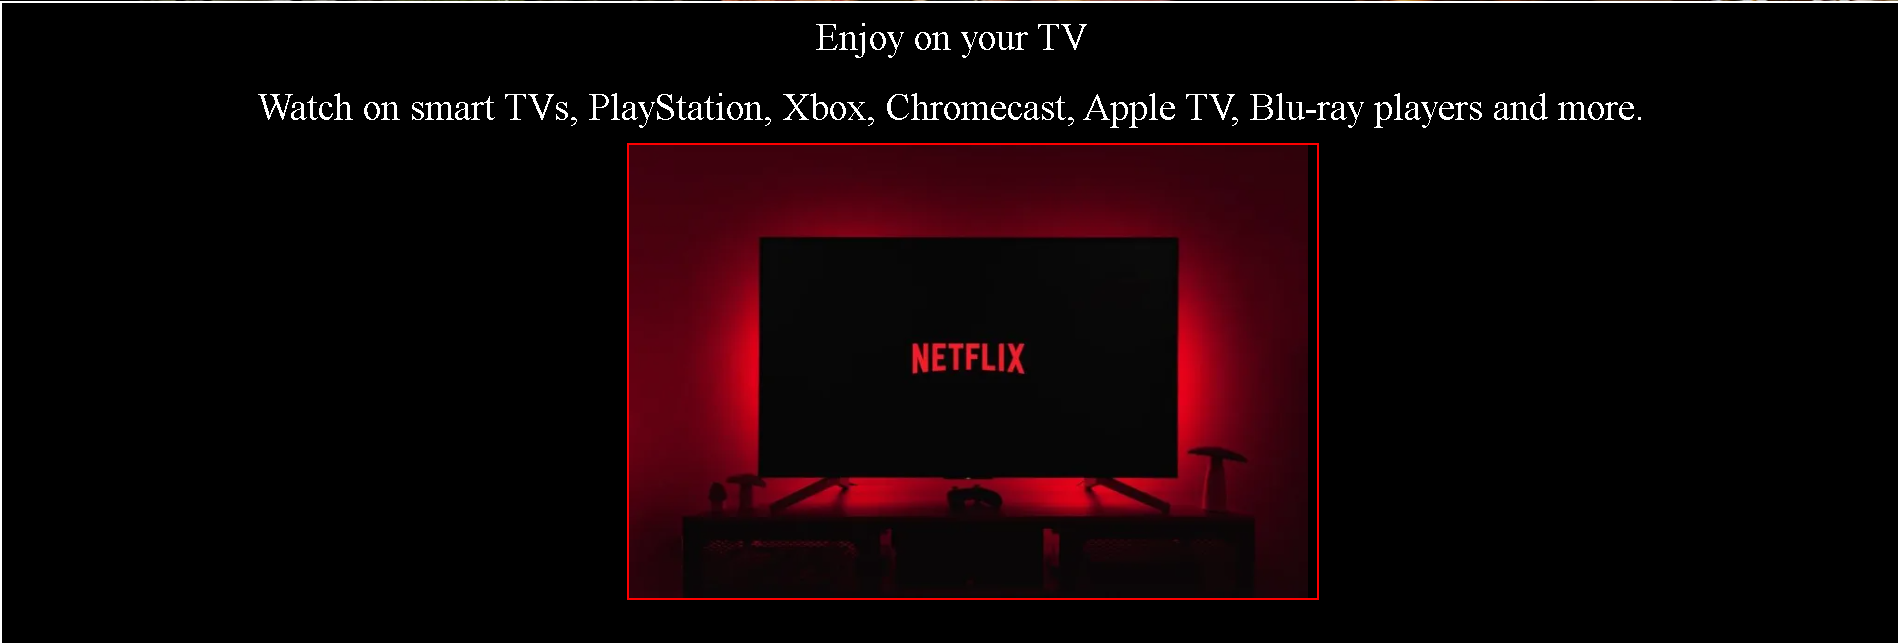 Enjoy on your TV
Watch on smart TVs, PlayStation, Xbox, Chromecast, Apple TV, Blu-ray players and more.
NETFLIX